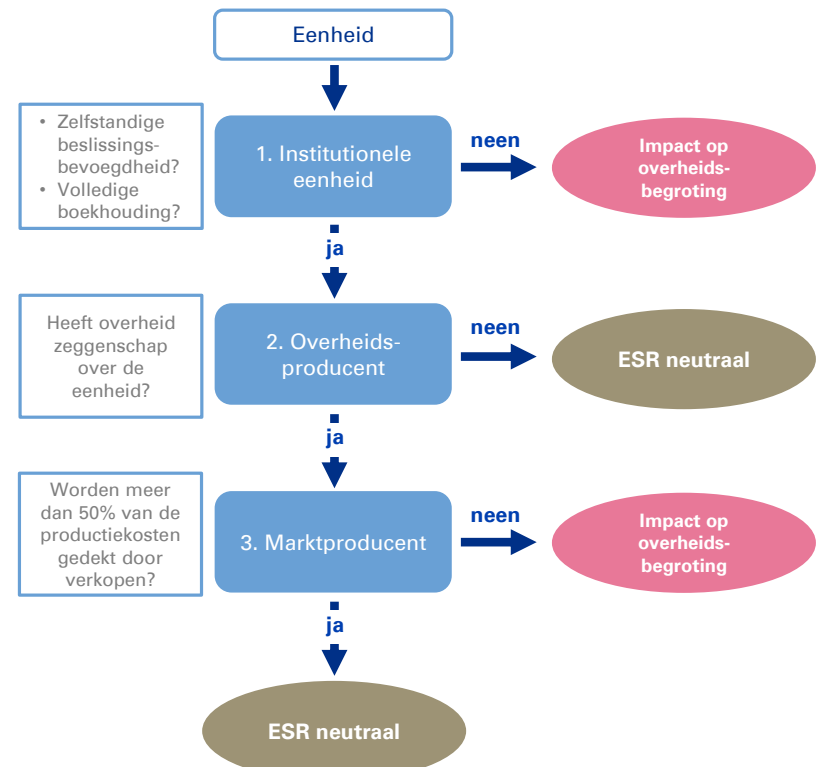 Eenheid
• Zelfstandige
beslissings-
bevoegdheid?
• Volledige
boekhouding?
1. Institutionele
eenheid
neen
Impact op
overheids-
begroting
ja
Heeft overheid
zeggenschap
over de
eenheid?
2. Overheids-
producent
neen
ESR neutraal
ja
Worden meer
dan 50% van de
productiekosten
gedekt door
verkopen?
3. Marktproducent
neen
Impact op
overheids-
begroting
ja
ESR neutraal